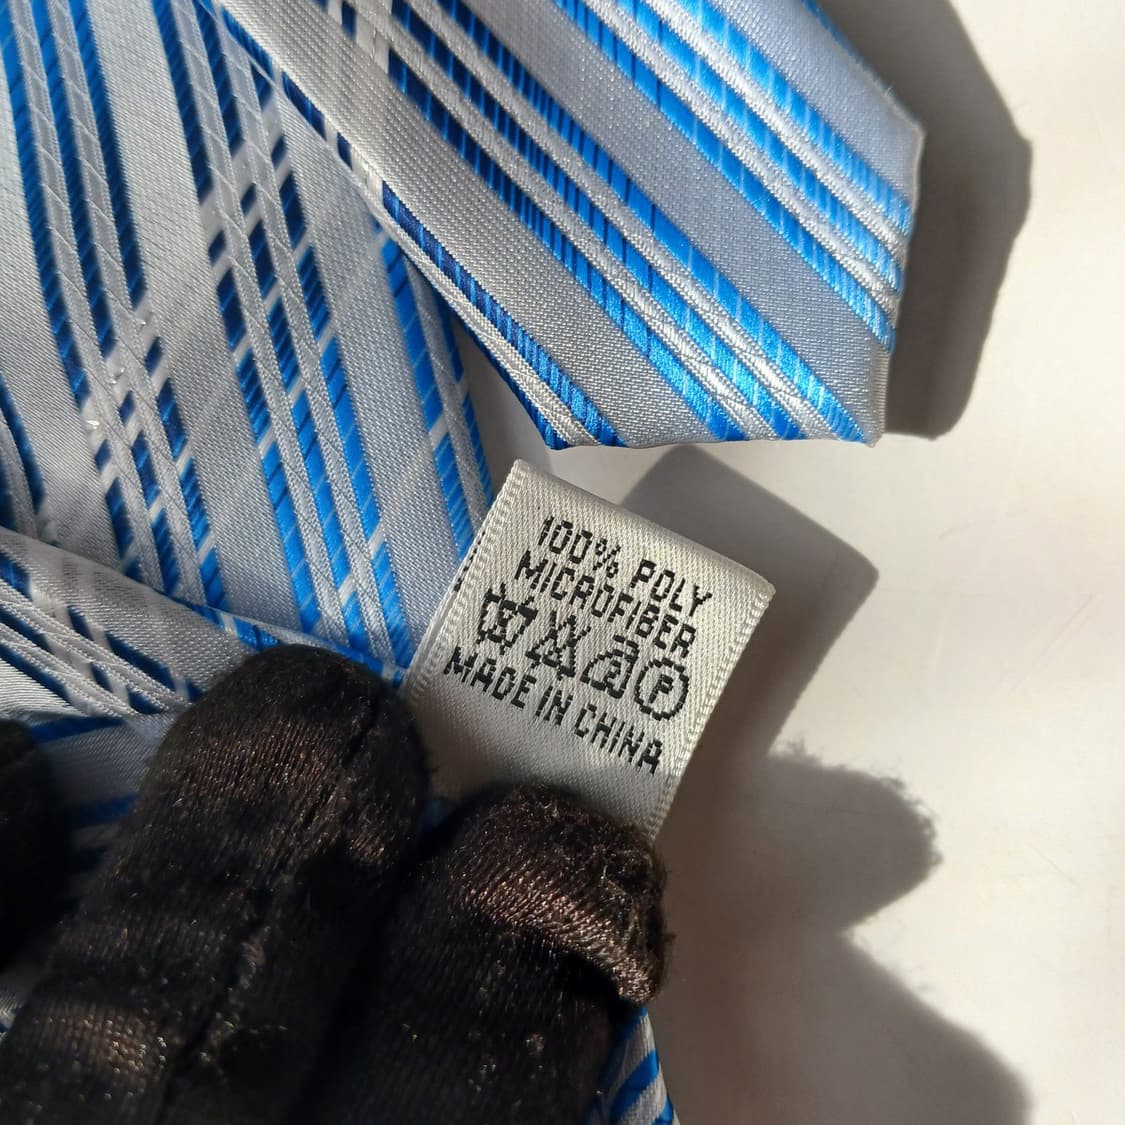 100% POLY
MICROFIBER
P
MADE IN CHINA